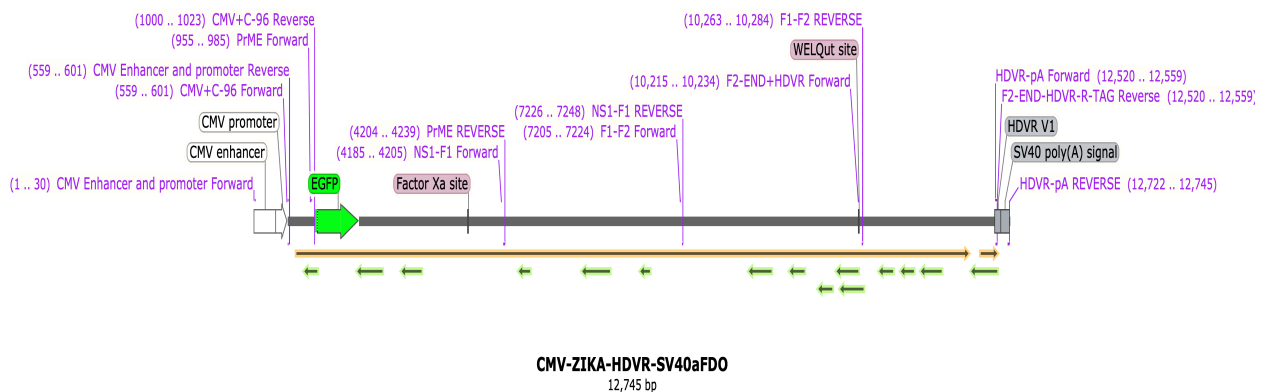 (1000 .. 1023) CMV+C-96 Reverse
(10,263 .. 10,284) F1-F2 REVERSE
(955 .. 985) PrME Forward
WELQut site
(559 .. 601) CMV Enhancer and promoter Reverse
HDVR-pA Forward (12,520 .. 12,559)
(10,215 .. 10,234) F2-END+HDVR Forward
(559 .. 601) CMV+C-96 Forward
F2-END-HDVR-R-TAG Reverse (12,520 .. 12,559)
(7226 .. 7248) NS1-F1 REVERSE
CMV promoter
(4204 .. 4239) PrME REVERSE
(7205 .. 7224) F1-F2 Forward
HDVR V1
CMV enhancer
(4185 .. 4205) NS1-F1 Forward
SV40 poly(A) signal
(1 .. 30) CMV Enhancer and promoter Forward
EGFP
Factor Xa site
HDVR-pA REVERSE (12,722 .. 12,745)
CMV-ZIKA-HDVR-SV40aFDO
12,745 bp